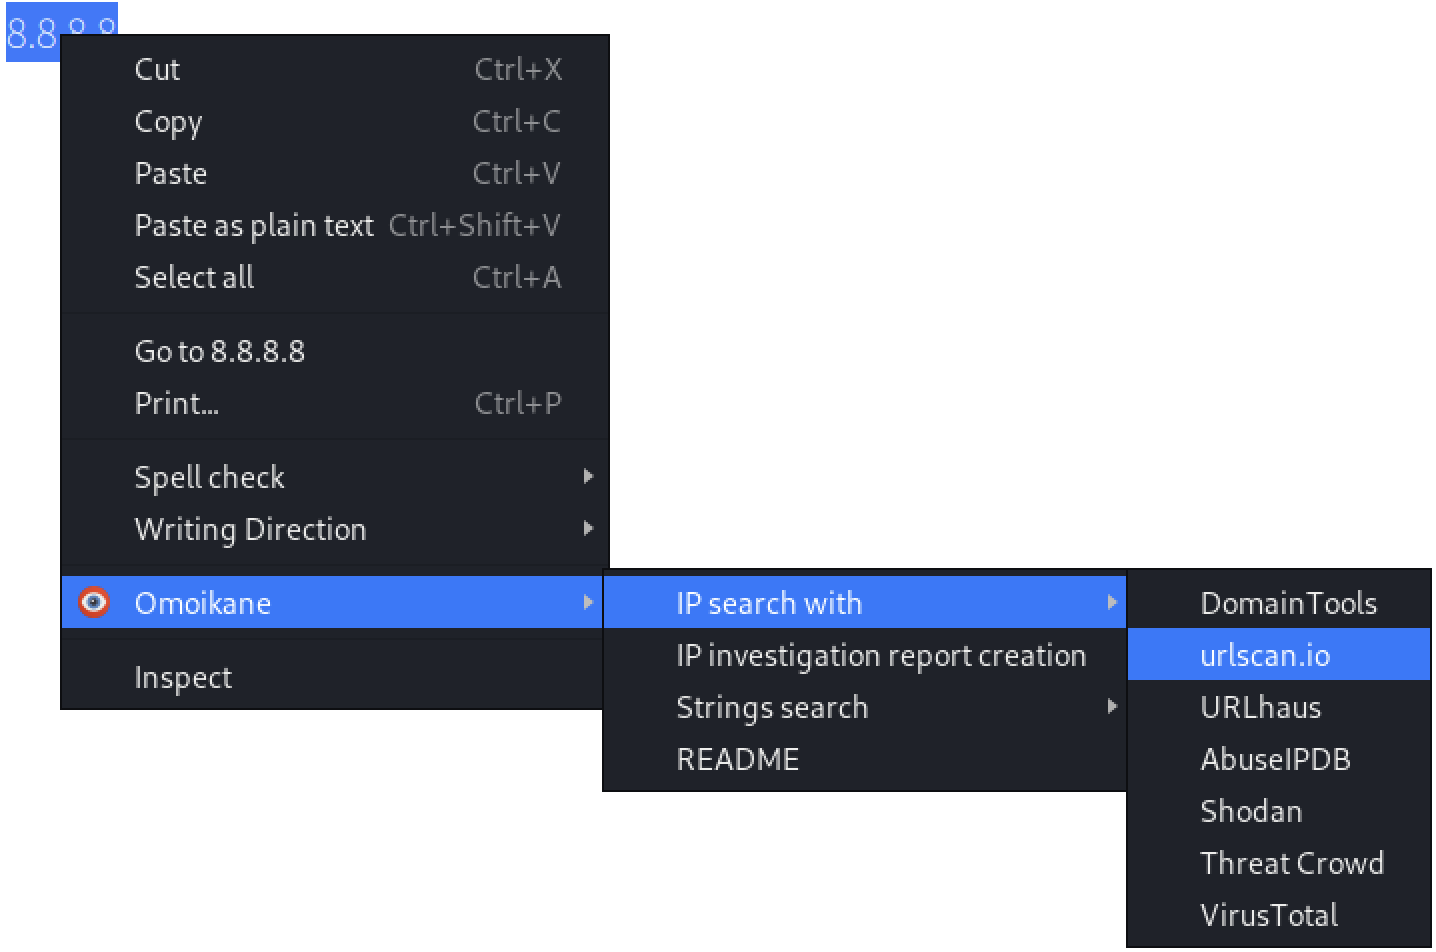 8.8.8.8
Cut Ctrl+X
Copy Ctrl+C
Paste Ctrl+V
Paste as plain text Ctrl+Shift+V
Select all Ctrl+A
Go to 8.8.8.8
Print... Ctrl+P
Spell check
Writing Direction
Omoikane
Inspect
IP search with
IP investigation report creation
Strings search
README
DomainTools
urlscan.io
URLhaus
AbuseIPDB
Shodan
Threat Crowd
VirusTotal